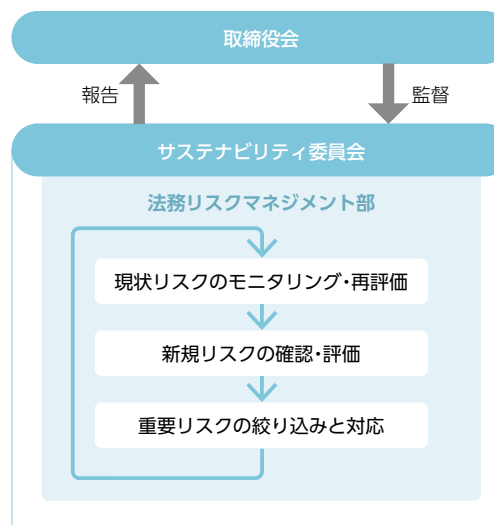 取締役会
報告
監督
サステナビリティ委員会
法務リスクマネジメント部
現状リスクのモニタリング・再評価
新規リスクの確認・評価
重要リスクの絞り込みと対応